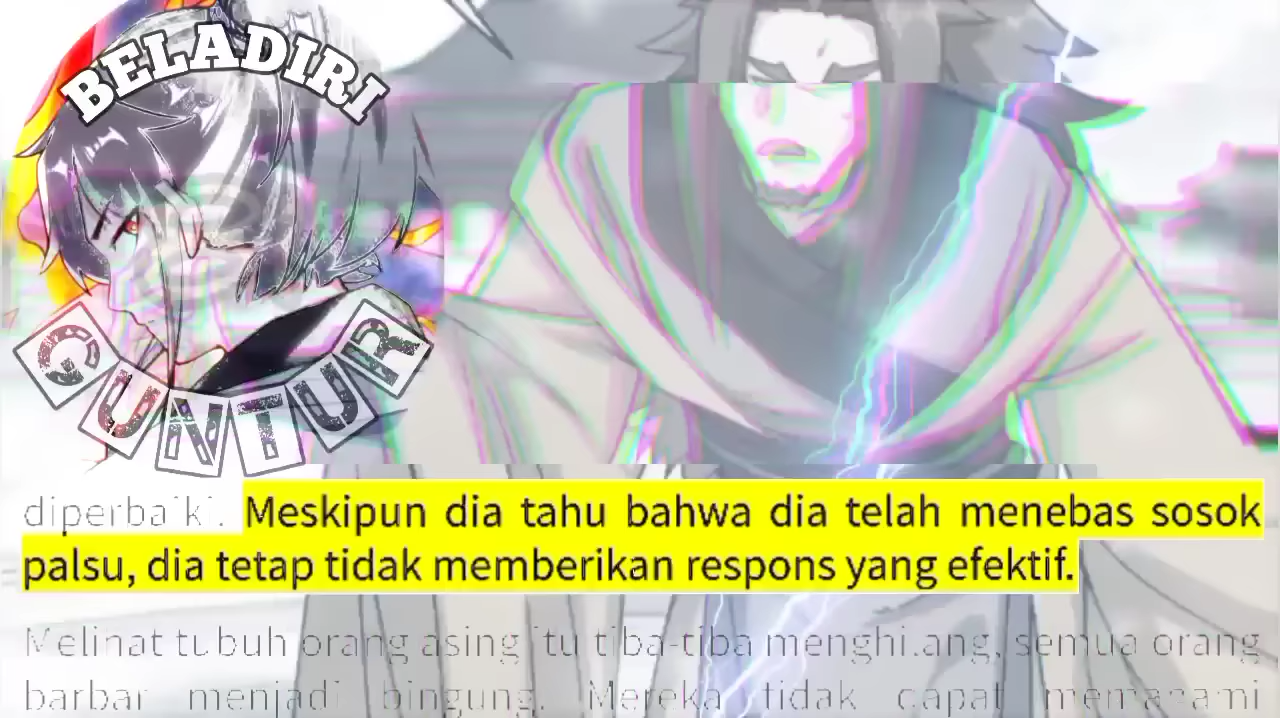 BELADIRI
GUNTUR
diperbaiki. Meskipun dia tahu bahwa dia telah menebas sosok
palsu, dia tetap tidak memberikan respons yang efektif.
Melihat tubuh orang asing itu tiba-tiba menghilang, semua orang
barbar menjadi bingung. Mereka tidak dapat memahami